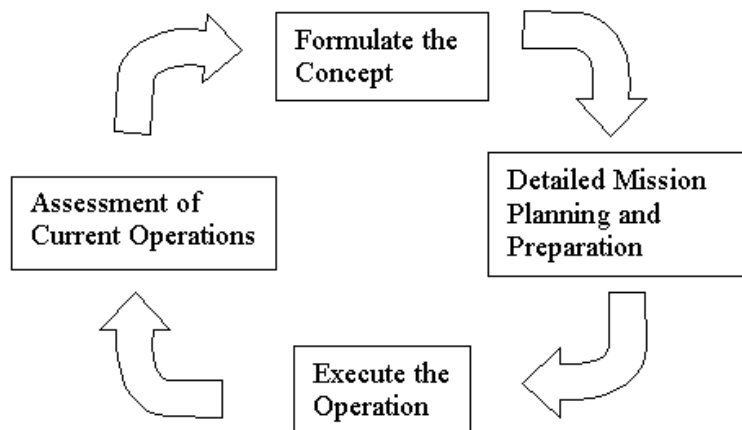 Formulate the
Concept
Detailed Mission
Planning and
Preparation
Execute the
Operation
Assessment of
Current Operations